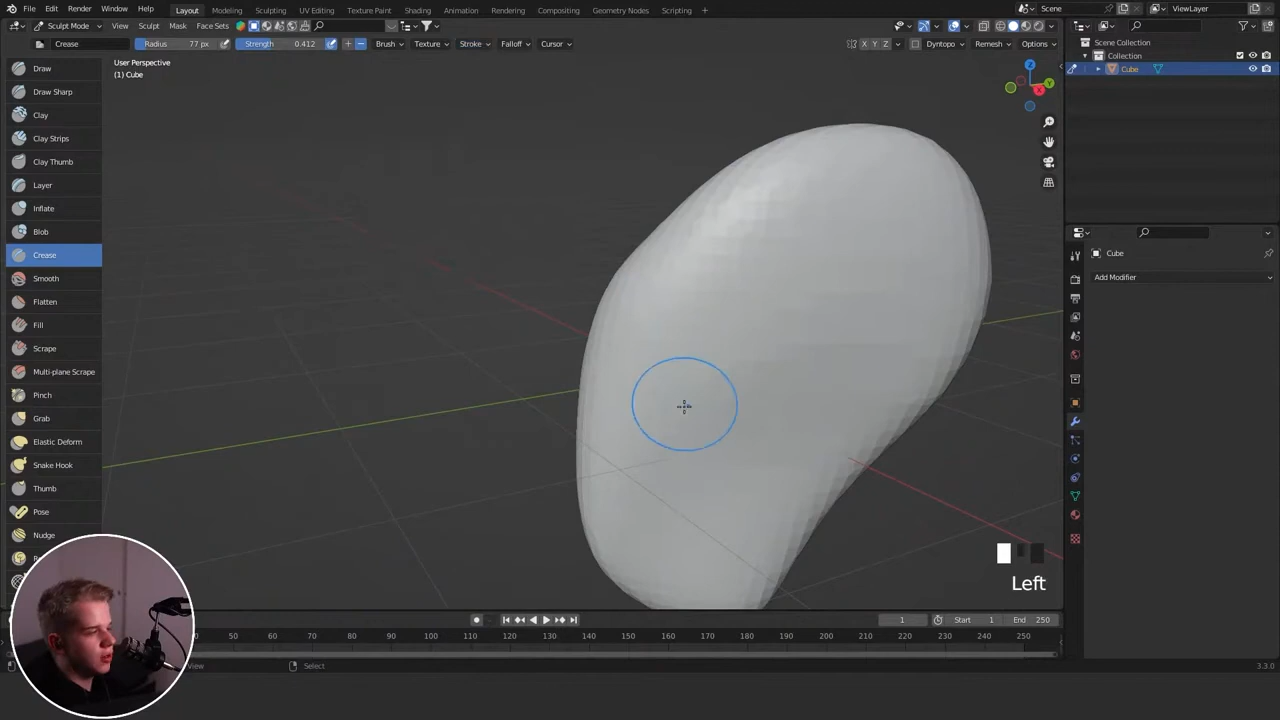 File Edit Render Window Help Layout Modeling Sculpting UV Editing Texture Paint Shading Animation Rendering Compositing Geometry Nodes Scripting + Scene ViewLayer
Sculpt Mode View Sculpt Mask Face Sets
Crease Radius 77 px Strength 0.412 Brush Texture Stroke Falloff Cursor X Y Z Dyntopo Remesh Options
Scene Collection
Collection
Cube
User Perspective
(1) Cube
Z
Y
X
Draw
Draw Sharp
Clay
Clay Strips
Clay Thumb
Layer
Inflate
Blob
Crease
Smooth
Flatten
Fill
Scrape
Multi-plane Scrape
Pinch
Grab
Elastic Deform
Snake Hook
Thumb
Pose
Nudge
Cube
Add Modifier
Left
1 Start 1 End 250
50 60 70 80 90 100 110 120 130 140 150 160 170 180 190 200 210 220 230 240 250
View Select 3.3.0